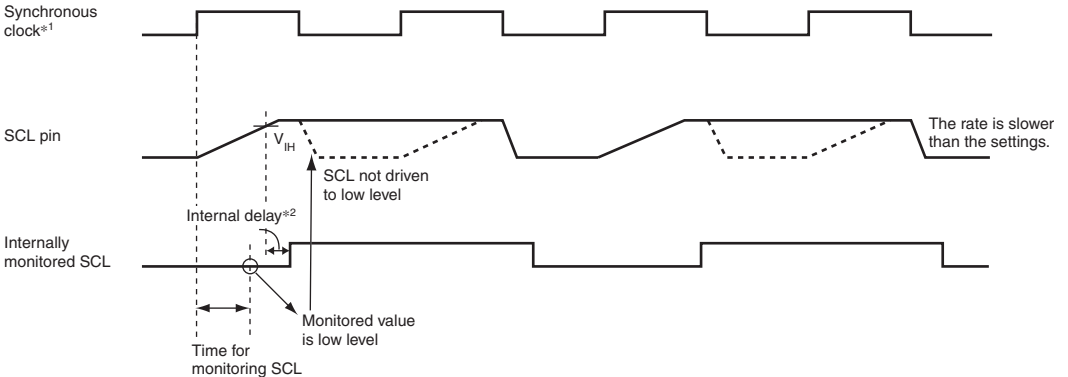 Synchronous
clock*1
SCL pin
VIH
The rate is slower
than the settings.
SCL not driven
to low level
Internal delay*2
Internally
monitored SCL
Monitored value
is low level
Time for
monitoring SCL